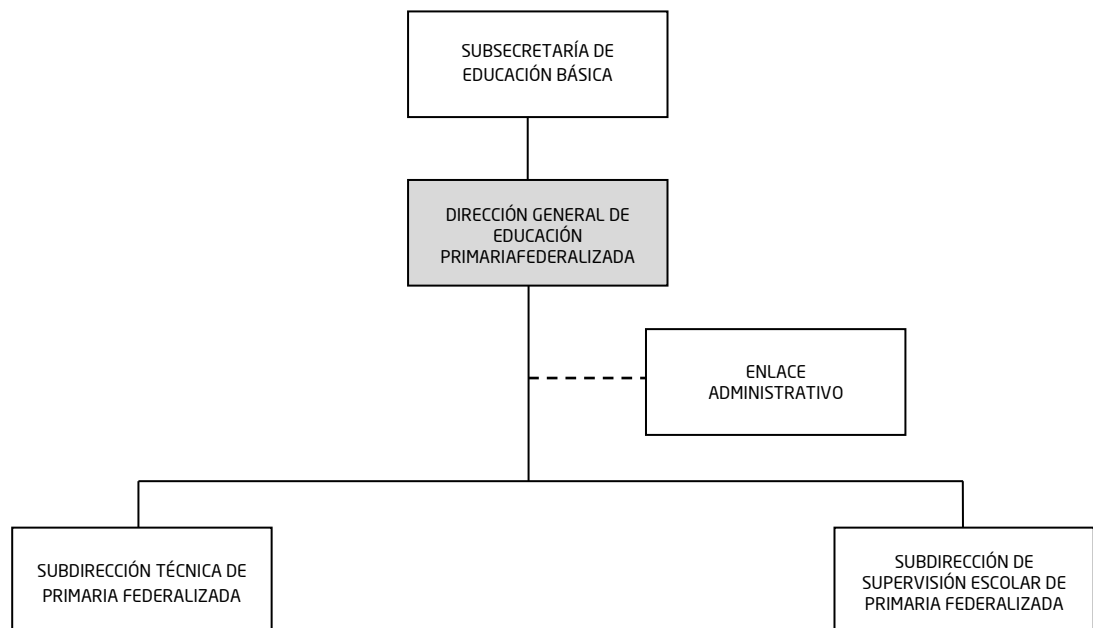 SUBSECRETARÍA DE
EDUCACIÓN BÁSICA
DIRECCIÓN GENERAL DE
EDUCACIÓN
PRIMARIAFEDERALIZADA
ENLACE
ADMINISTRATIVO
SUBDIRECCIÓN TÉCNICA DE
PRIMARIA FEDERALIZADA
SUBDIRECCIÓN DE
SUPERVISIÓN ESCOLAR DE
PRIMARIA FEDERALIZADA